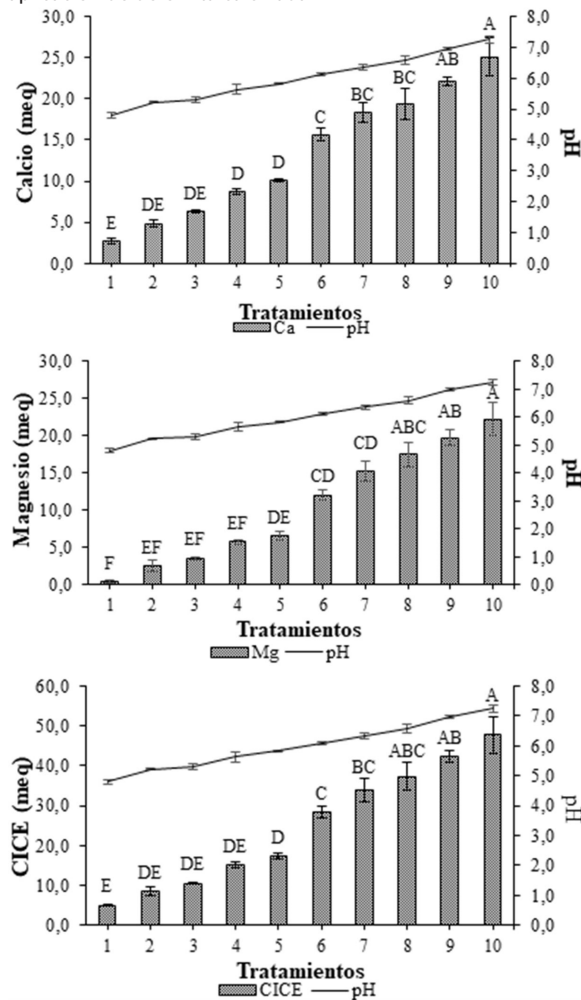 30,0 8,0
A
25,0 7,0
AB
6,0
20,0 BC
BC 5,0
C
15,0 4,0
Calcio (meq)
pH
3,0
10,0 D
D 2,0
5,0 DE
DE
E 1,0
0,0 0,0
1 2 3 4 5 6 7 8 9 10
Tratamientos
Ca pH
30,0 8,0
7,0
25,0 A
6,0
AB
20,0 ABC 5,0
CD
15,0 4,0
CD
Magnesio (meq)
pH
3,0
10,0
DE 2,0
5,0 EF
EF
EF
F 1,0
0,0 0,0
1 2 3 4 5 6 7 8 9 10
Tratamientos
Mg pH
60,0 8,0
A
50,0 7,0
AB
6,0
40,0 ABC
BC 5,0
30,0 C 4,0
CICE (meq)
pH
3,0
20,0 D
DE 2,0
10,0 DE
DE
E 1,0
0,0 0,0
1 2 3 4 5 6 7 8 9 10
Tratamientos
CICE pH